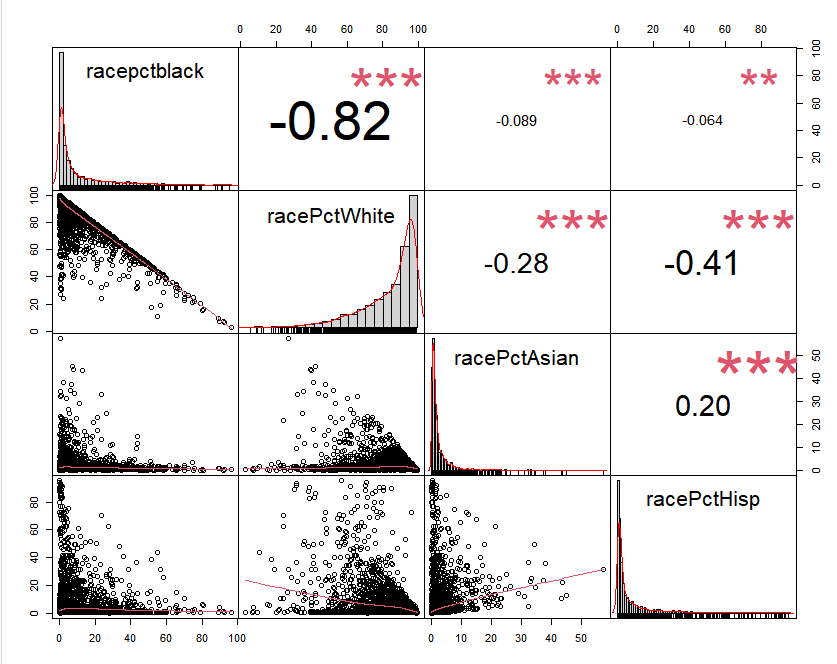 0 20 40 60 80 100
0 20 40 60 80
racepctblack
***
-0.82
***
-0.089
**
-0.064
0 20 40 60 80 100
0 20 40 60 80 100
racePctWhite
***
-0.28
***
-0.41
racePctAsian
***
0.20
0 10 20 30 40 50
0 20 40 60 80
racePctHisp
0 20 40 60 80 100
0 10 20 30 40 50